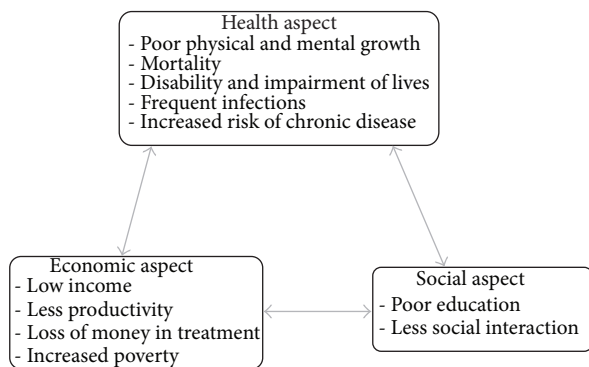 Health aspect
- Poor physical and mental growth
- Mortality
- Disability and impairment of lives
- Frequent infections
- Increased risk of chronic disease
Economic aspect
- Low income
- Less productivity
- Loss of money in treatment
- Increased poverty
Social aspect
- Poor education
- Less social interaction